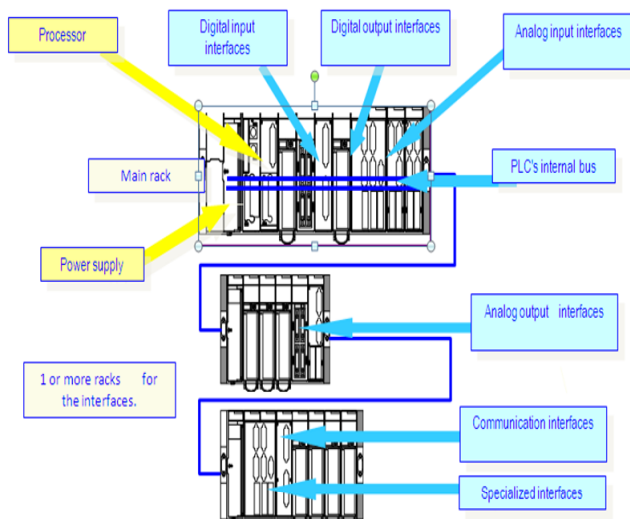 Processor
Digital input
interfaces
Digital output interfaces
Analog input interfaces
Main rack
PLC's internal bus
Power supply
Analog output interfaces
1 or more racks for
the interfaces.
Communication interfaces
Specialized interfaces